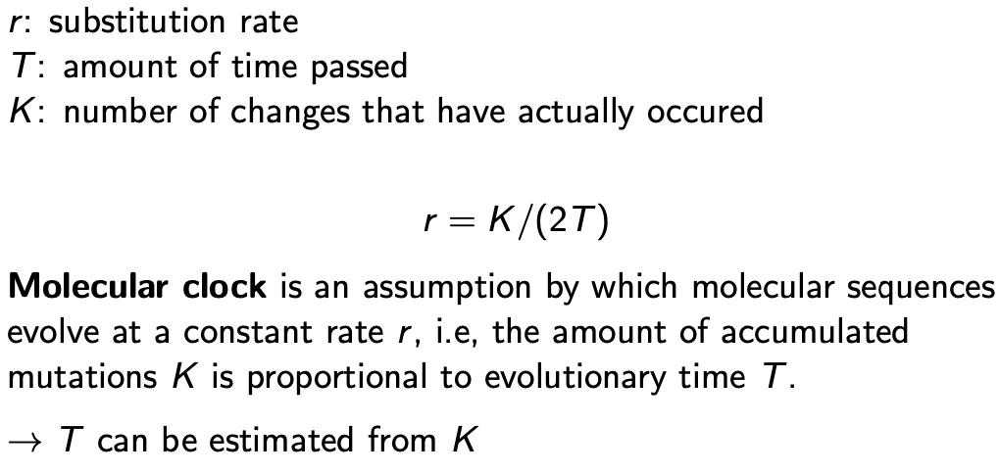 r: substitution rate
T: amount of time passed
K: number of changes that have actually occured
r = K/(2T)
Molecular clock is an assumption by which molecular sequences
evolve at a constant rate r, i.e, the amount of accumulated
mutations K is proportional to evolutionary time T.
→ T can be estimated from K